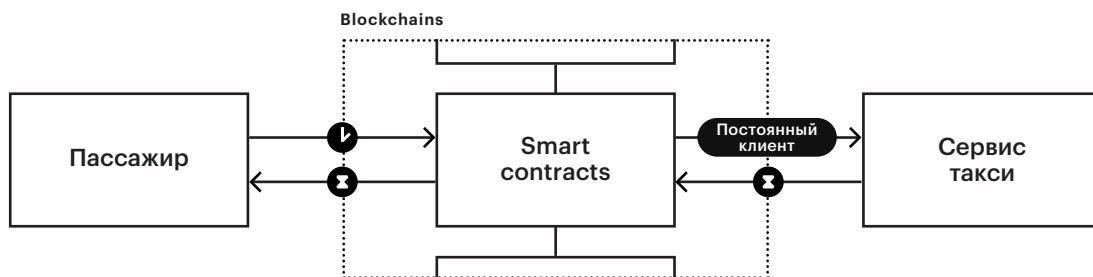 Blockchains
Пассажир
Smart
contracts
Постоянный
клиент
Сервис
такси